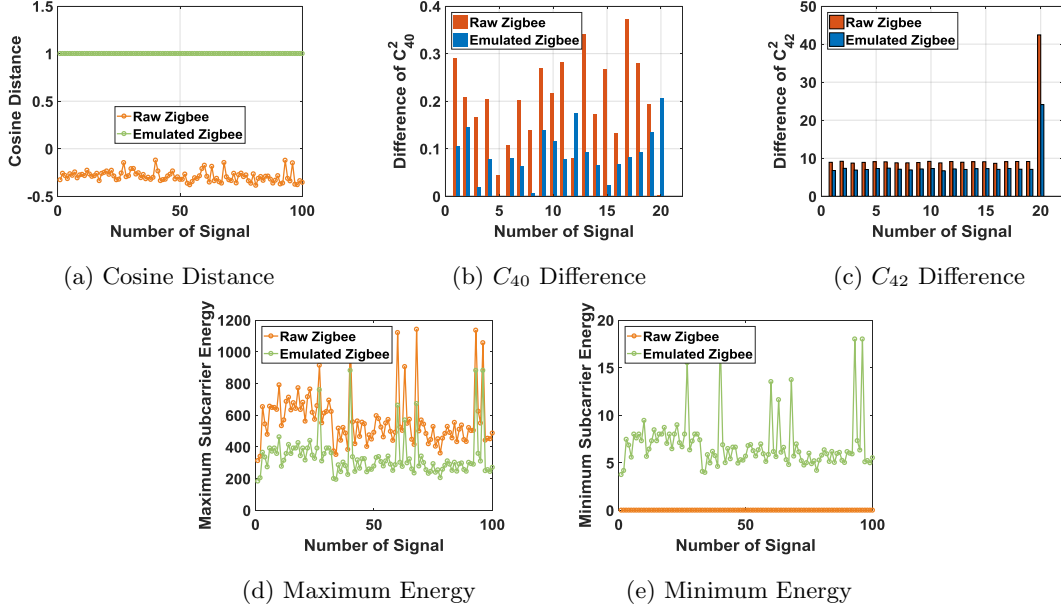 1.5
1
0.5
0
-0.5
Cosine Distance
Raw Zigbee
Emulated Zigbee
1
50
100
Number of Signal
(a) Cosine Distance
0.4
0.3
0.2
0.1
0
Difference of C²₄₀
Raw Zigbee
Emulated Zigbee
0
5
10
15
20
Number of Signal
(b) C₄₀ Difference
50
40
30
20
10
0
Difference of C²₄₂
Raw Zigbee
Emulated Zigbee
0
5
10
15
20
Number of Signal
(c) C₄₂ Difference
1200
1000
800
600
400
200
0
Maximum Subcarrier Energy
Raw Zigbee
Emulated Zigbee
0
50
100
Number of Signal
(d) Maximum Energy
20
15
10
5
0
Minimum Subcarrier Energy
Raw Zigbee
Emulated Zigbee
0
50
100
Number of Signal
(e) Minimum Energy